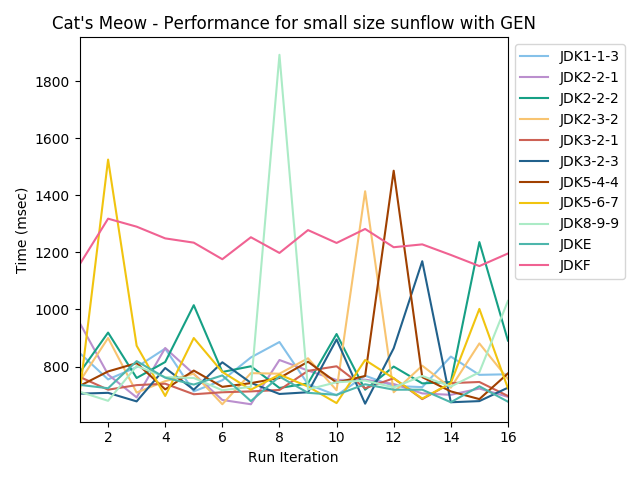 Cat's Meow - Performance for small size sunflow with GEN
Time (msec)
1800
1600
1400
1200
1000
800
2 4 6 8 10 12 14 16
Run Iteration
JDK1-1-3
JDK2-2-1
JDK2-2-2
JDK2-3-2
JDK3-2-1
JDK3-2-3
JDK5-4-4
JDK5-6-7
JDK8-9-9
JDKE
JDKF